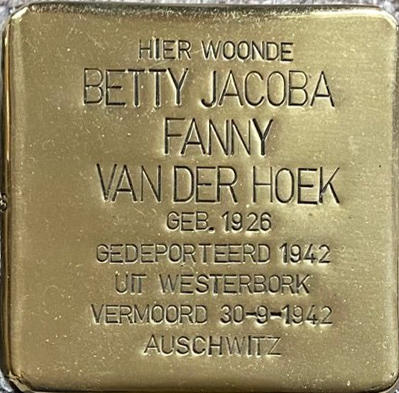 HIER WOONDE
BETTY JACOBA
FANNY
VAN DER HOEK
GEB. 1926
GEDEPORTEERD 1942
UIT WESTERBORK
VERMOORD 30-9-1942
AUSCHWITZ